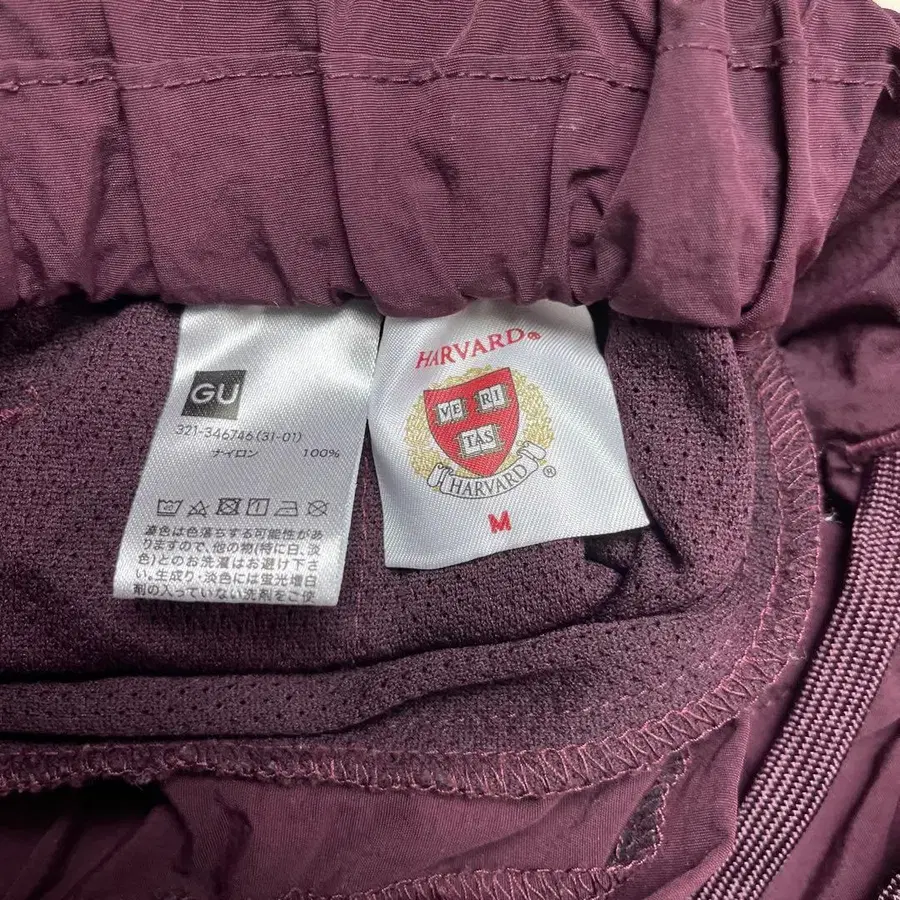 GU
321-346746(31-01)
ナイロン 100%
濃色は色落ちする可能性があ
りますので、他の物(特に白、淡
色)とのお洗濯はお避け下さ
い。生成り・淡色には蛍光増白
剤の入っていない洗剤をご使
HARVARD®
VE RI
TAS
HARVARD ®
M